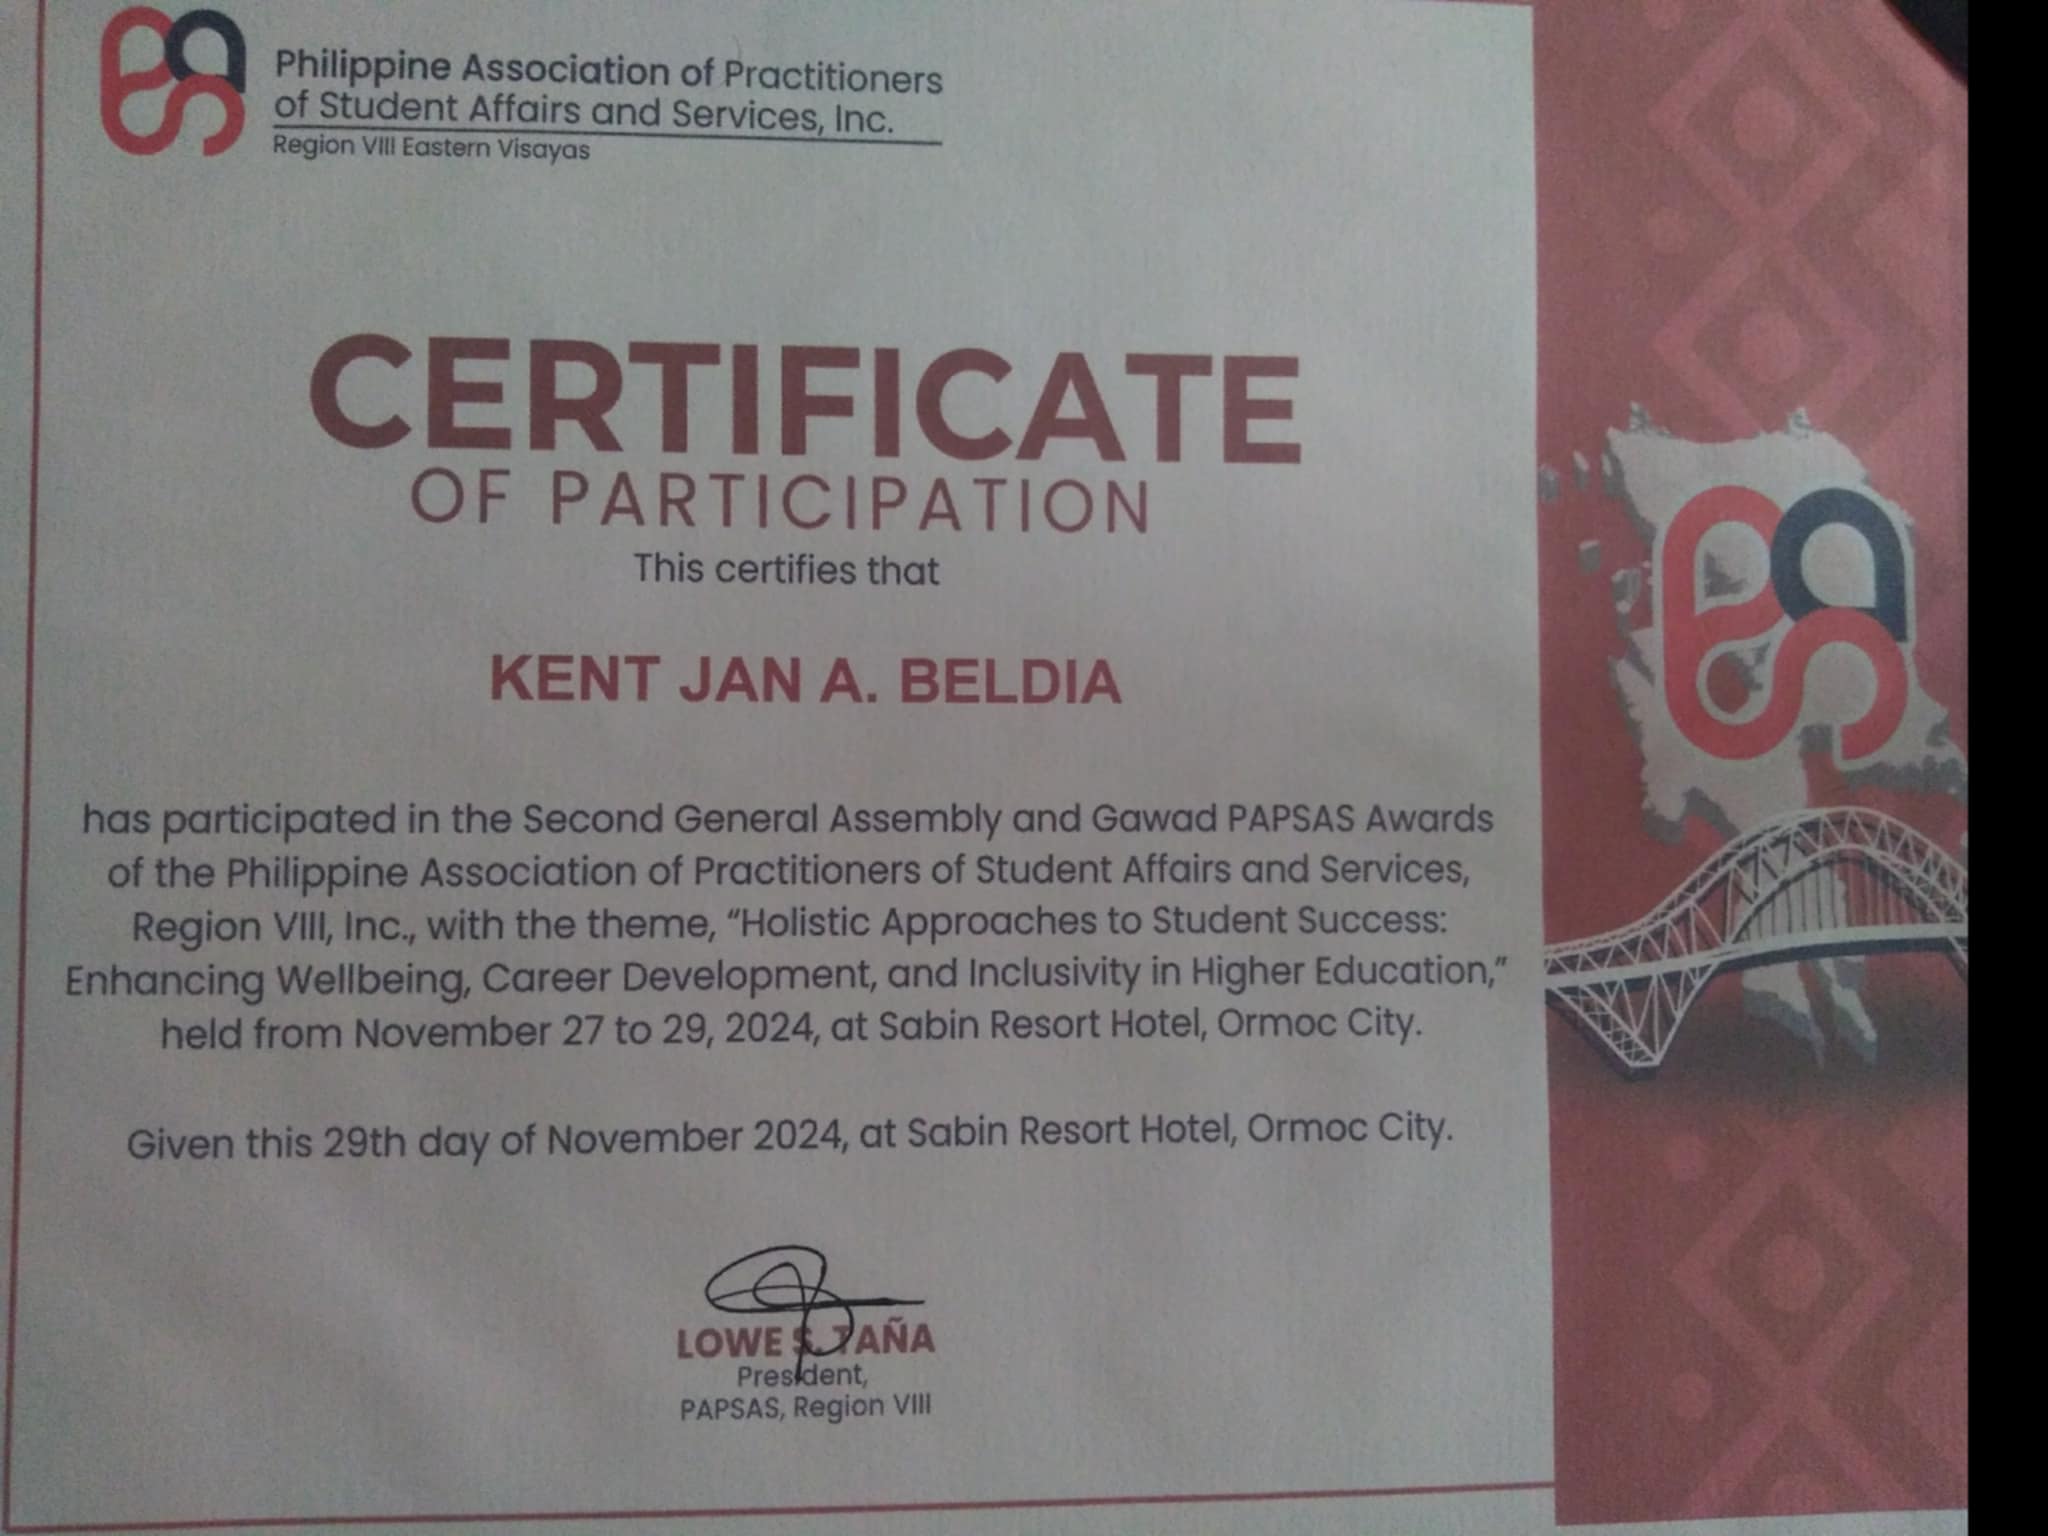 Philippine Association of Practitioners
of Student Affairs and Services, Inc.
Region VIII Eastern Visayas
CERTIFICATE
OF PARTICIPATION
This certifies that
KENT JAN A. BELDIA
has participated in the Second General Assembly and Gawad PAPSAS Awards
of the Philippine Association of Practitioners of Student Affairs and Services,
Region VIII, Inc., with the theme, “Holistic Approaches to Student Success:
Enhancing Wellbeing, Career Development, and Inclusivity in Higher Education,”
held from November 27 to 29, 2024, at Sabin Resort Hotel, Ormoc City.
Given this 29th day of November 2024, at Sabin Resort Hotel, Ormoc City.
LOWE S. TAÑA
President,
PAPSAS, Region VIII